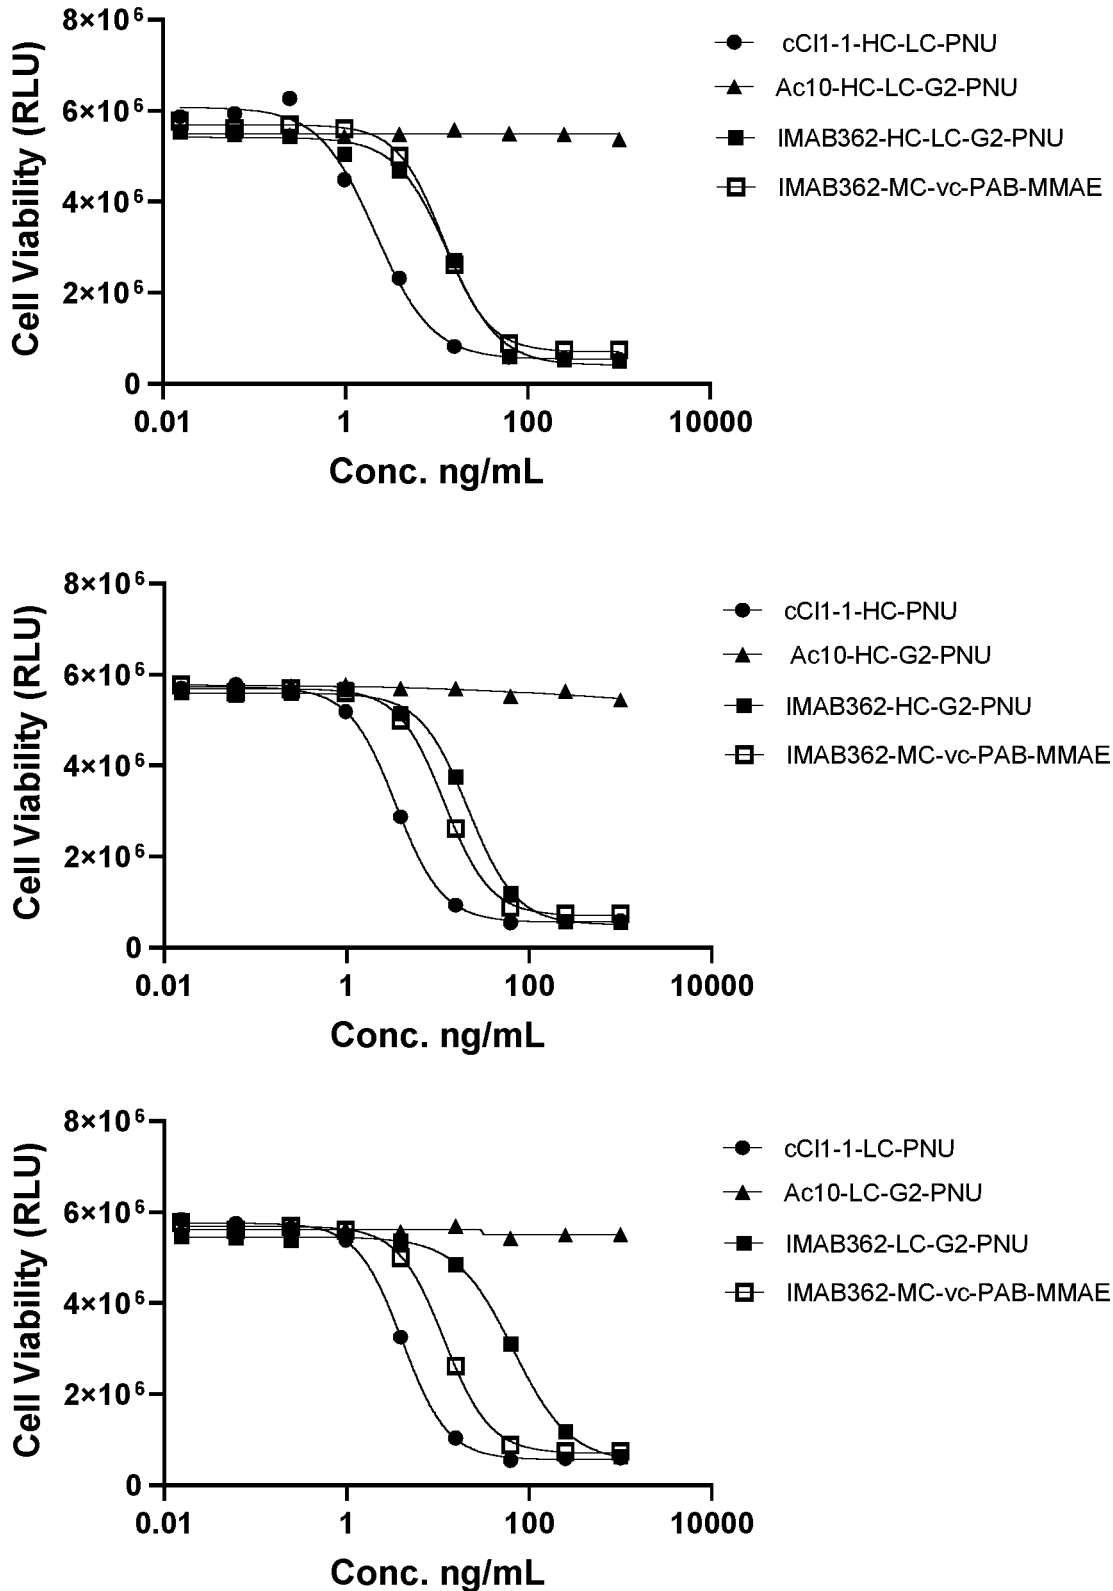 8×10⁶
6×10⁶
4×10⁶
2×10⁶
0
Cell Viability (RLU)
0.01 1 100 10000
Conc. ng/mL
cCl1-1-HC-LC-PNU
Ac10-HC-LC-G2-PNU
IMAB362-HC-LC-G2-PNU
IMAB362-MC-vc-PAB-MMAE
8×10⁶
6×10⁶
4×10⁶
2×10⁶
0
Cell Viability (RLU)
0.01 1 100 10000
Conc. ng/mL
cCl1-1-HC-PNU
Ac10-HC-G2-PNU
IMAB362-HC-G2-PNU
IMAB362-MC-vc-PAB-MMAE
8×10⁶
6×10⁶
4×10⁶
2×10⁶
0
Cell Viability (RLU)
0.01 1 100 10000
Conc. ng/mL
cCl1-1-LC-PNU
Ac10-LC-G2-PNU
IMAB362-LC-G2-PNU
IMAB362-MC-vc-PAB-MMAE